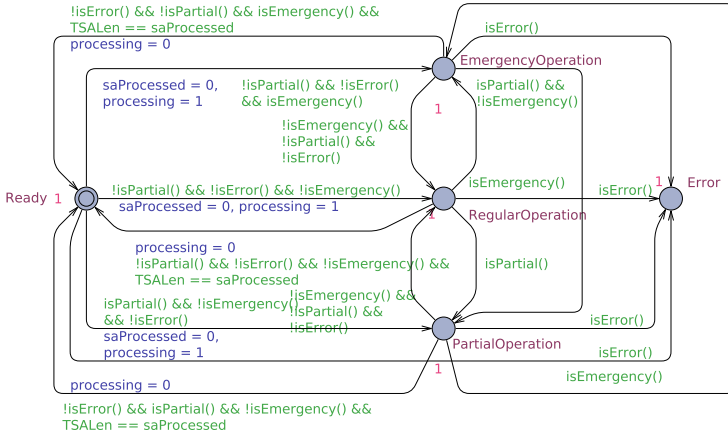 !isError() && !isPartial() && isEmergency() &&
TSALen == saProcessed
processing = 0
isError()
EmergencyOperation
saProcessed = 0,
processing = 1
!isPartial() && !isError()
&& isEmergency()
isPartial() &&
!isEmergency()
1
!isEmergency() &&
!isPartial() &&
!isError()
Ready
1
!isPartial() && !isError() && !isEmergency()
saProcessed = 0, processing = 1
isEmergency()
isError()
1
Error
1
RegularOperation
processing = 0
!isPartial() && !isError() && !isEmergency() &&
TSALen == saProcessed
isPartial()
isPartial() && !isEmergency()
&& !isError()
!isEmergency() &&
!isPartial() &&
!isError()
saProcessed = 0,
processing = 1
isError()
PartialOperation
isError()
1
isEmergency()
processing = 0
!isError() && isPartial() && !isEmergency() &&
TSALen == saProcessed